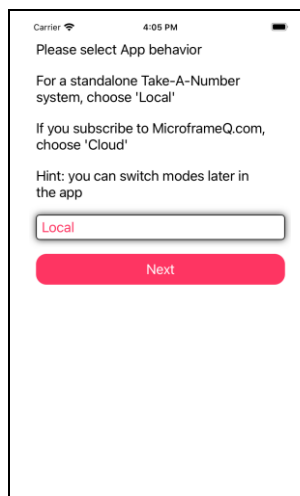 Carrier 4:05 PM
Please select App behavior
For a standalone Take-A-Number
system, choose 'Local'
If you subscribe to MicroframeQ.com,
choose 'Cloud'
Hint: you can switch modes later in
the app
Local
Next